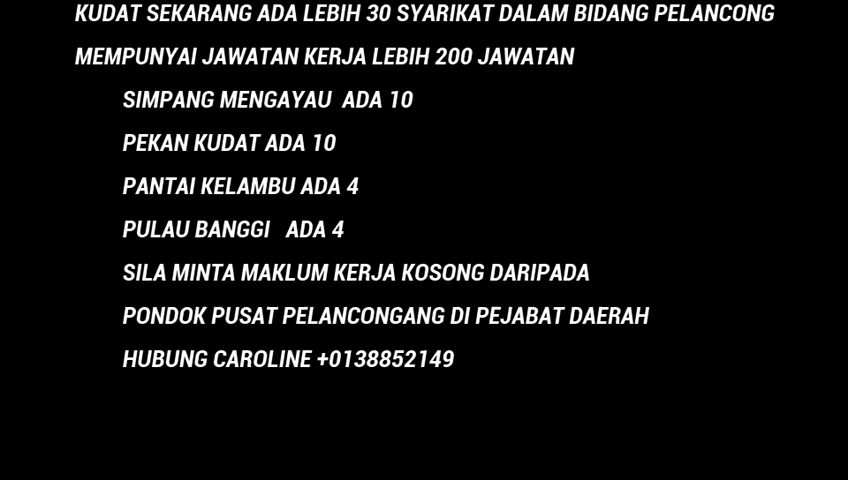 KUDAT SEKARANG ADA LEBIH 30 SYARIKAT DALAM BIDANG PELANCONG
MEMPUNYAI JAWATAN KERJA LEBIH 200 JAWATAN
SIMPANG MENGAYAU ADA 10
PEKAN KUDAT ADA 10
PANTAI KELAMBU ADA 4
PULAU BANGGI ADA 4
SILA MINTA MAKLUM KERJA KOSONG DARIPADA
PONDOK PUSAT PELANCONGANG DI PEJABAT DAERAH
HUBUNG CAROLINE +0138852149